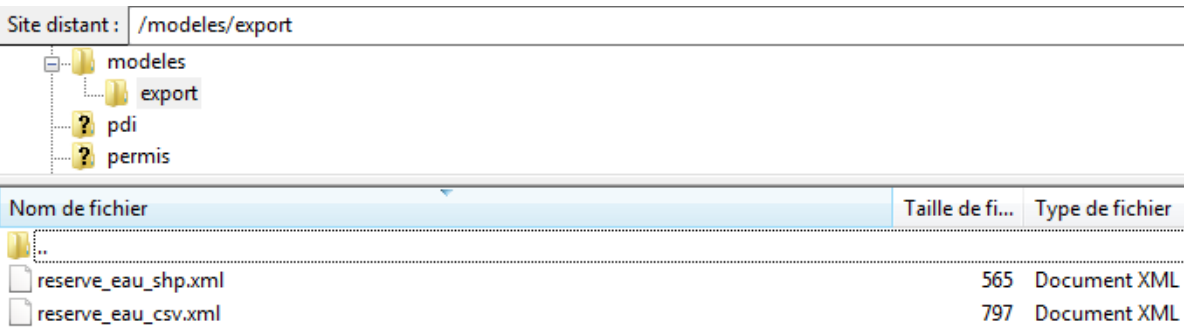 Site distant : /modeles/export
modeles
export
pdi
permis
Nom de fichier Taille de fi... Type de fichier
..
reserve_eau_shp.xml 565 Document XML
reserve_eau_csv.xml 797 Document XML